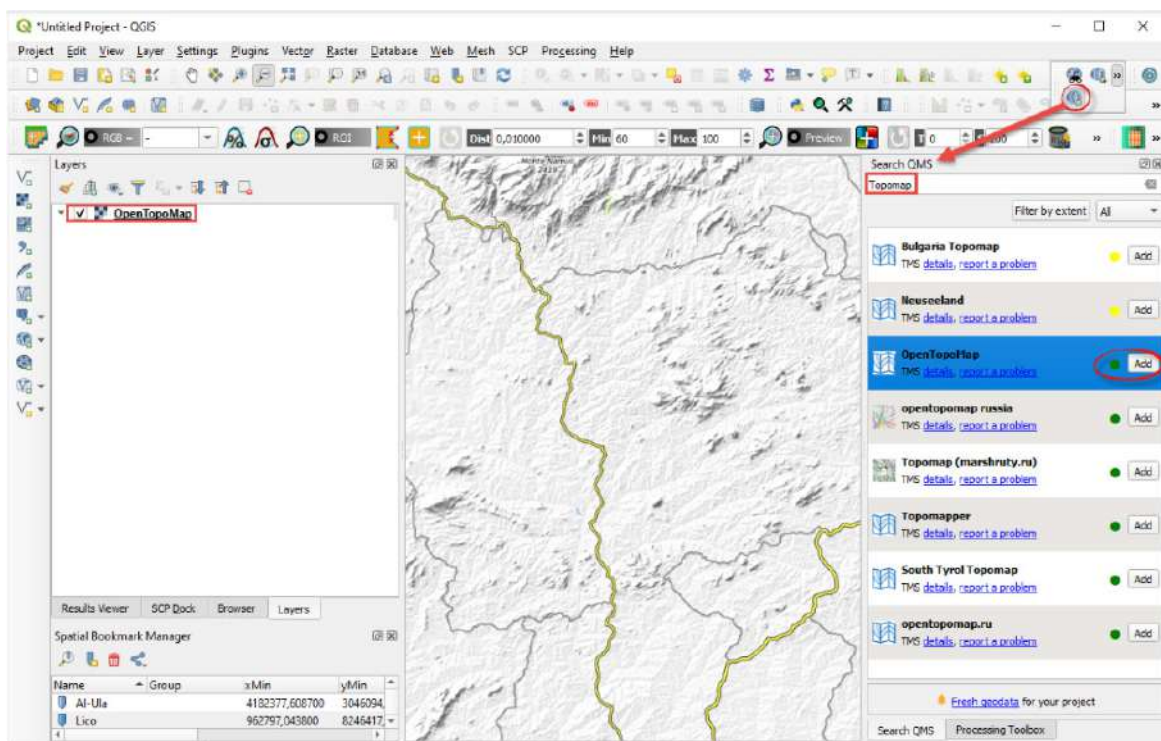 *Untitled Project - QGIS
Project Edit View Layer Settings Plugins Vector Raster Database Web Mesh SCP Processing Help
RGB = - RGB Dist 0,010000 Min 60 Max 100 Preview T 0
Layers
OpenTopoMap
Results Viewer SCP Dock Browser Layers
Spatial Bookmark Manager
Name Group xMin yMin
Al-Ula 4182377,608700 3046094,
Lico 962797,043800 8246417,
Search QMS
Topomap
Filter by extent All
Bulgaria Topomap
TMS details, report a problem
Add
Neuseeland
TMS details, report a problem
Add
OpenTopoMap
TMS details, report a problem
Add
opentopomap russia
TMS details, report a problem
Add
Topomap (marshruty.ru)
TMS details, report a problem
Add
Topomapper
TMS details, report a problem
Add
South Tyrol Topomap
TMS details, report a problem
Add
opentopomap.ru
TMS details, report a problem
Add
Fresh geodata for your project
Search QMS Processing Toolbox